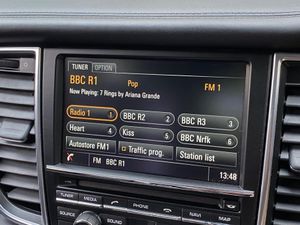 TUNER OPTION
BBC R1 Pop FM 1
Now Playing: 7 Rings by Ariana Grande
Radio 1 1 BBC R2 2 BBC R3 3
Heart 4 Kiss 5 BBC Nrfk 6
Autostore FM1 Traffic prog. Station list
FM BBC R1 13:48
TUNER MEDIA PHONE NAVI MAP
SOURCE SOUND